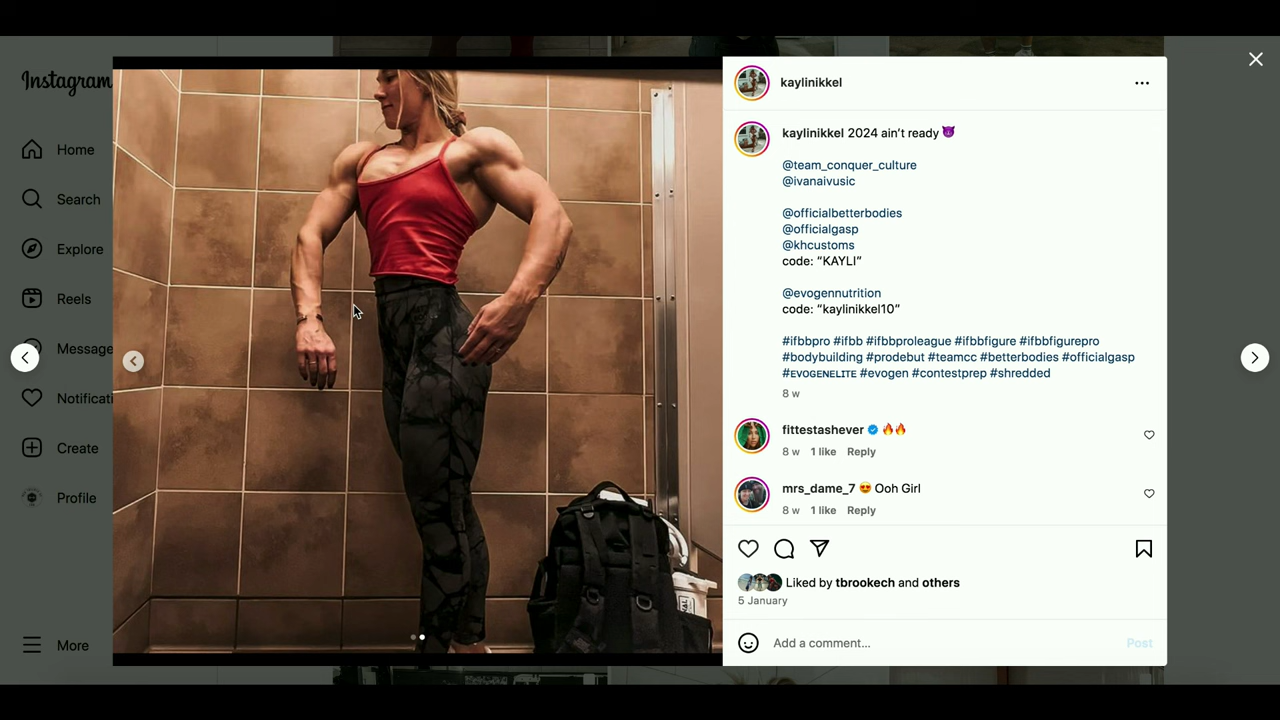 Instagram
Home
Search
Explore
Reels
Message
Notificati
Create
Profile
More
kaylinikkel
kaylinikkel 2024 ain't ready 😈
@team_conquer_culture
@ivanaivusic
@officialbetterbodies
@officialgasp
@khcustoms
code: “KAYLI”
@evogennutrition
code: “kaylinikkel10”
#ifbbpro #ifbb #ifbbproleague #ifbbfigure #ifbbfigurepro
#bodybuilding #prodebut #teamcc #betterbodies #officialgasp
#ᴇᴠᴏɢᴇɴᴇʟɪᴛᴇ #evogen #contestprep #shredded
8 w
fittestashever 🔥🔥
8 w 1 like Reply
mrs_dame_7 😍 Ooh Girl
8 w 1 like Reply
Liked by tbrookech and others
5 January
Add a comment...
Post